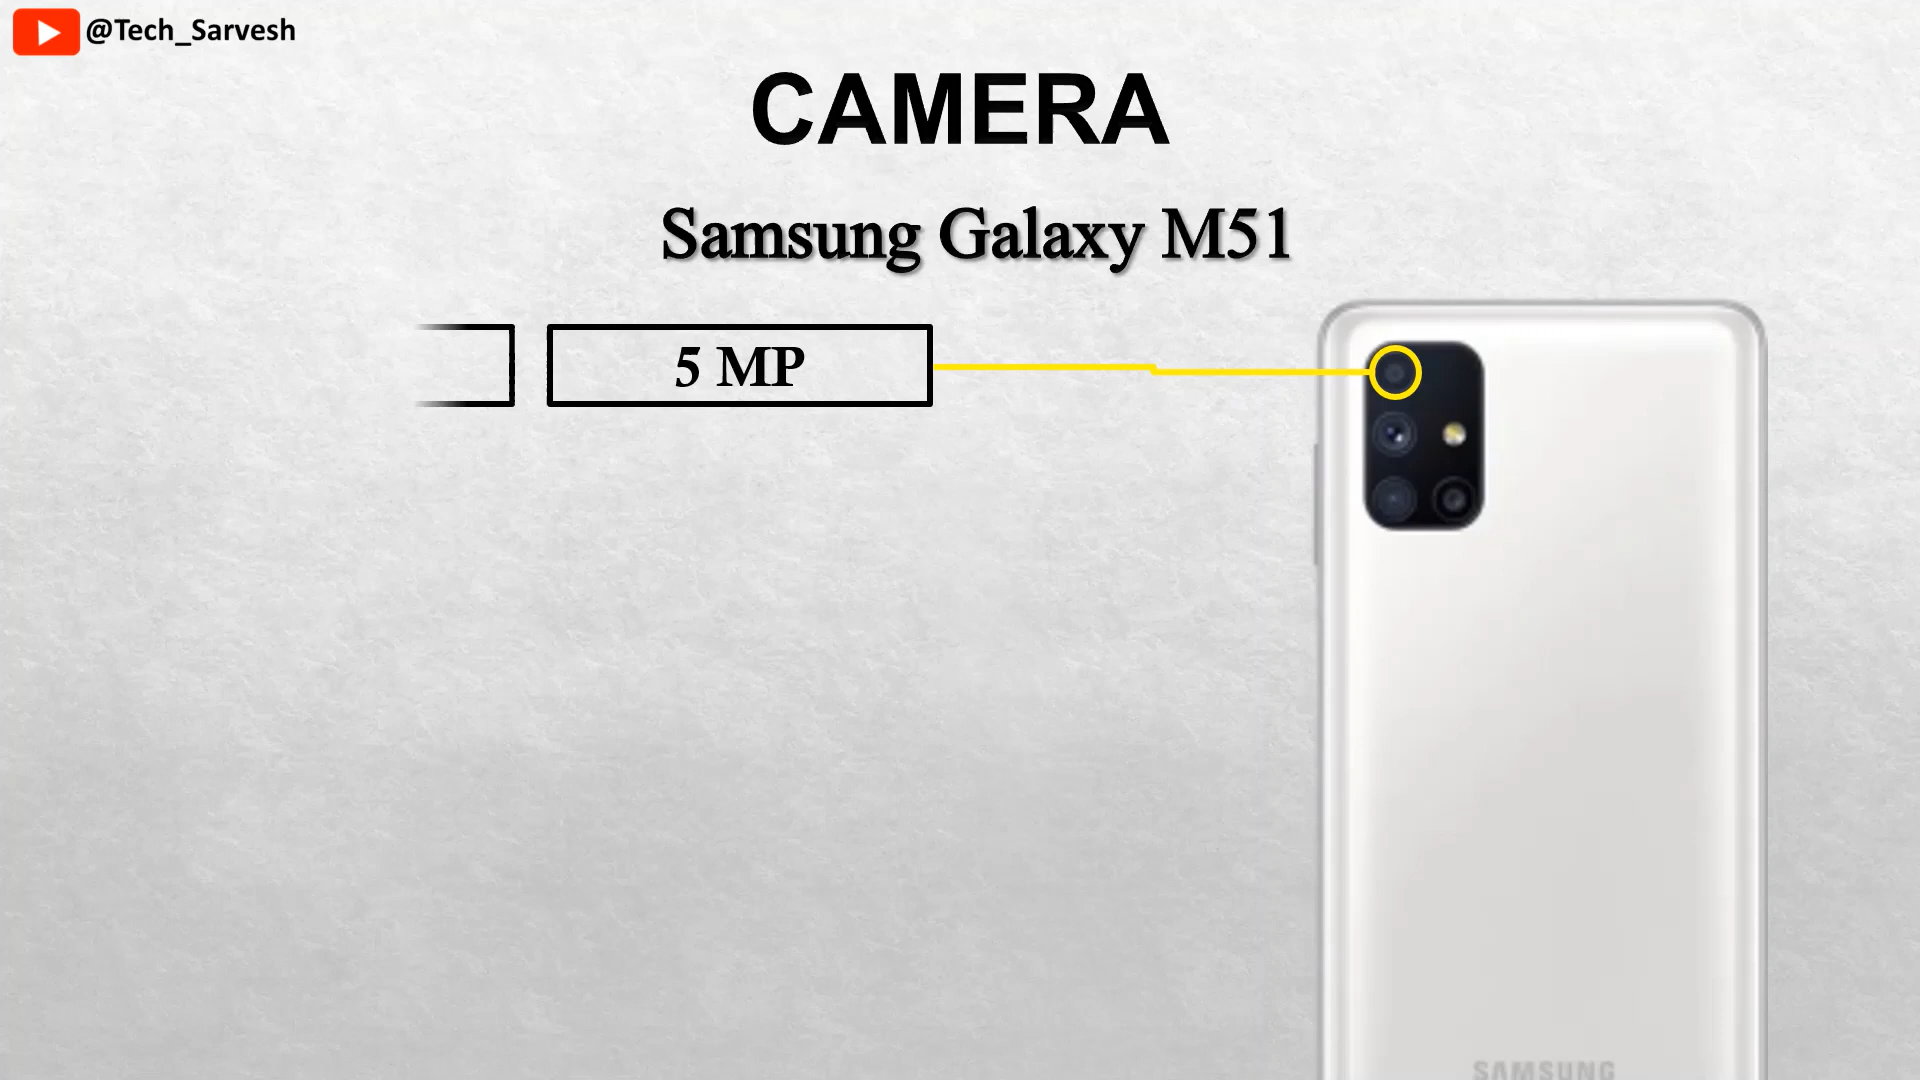 @Tech_Sarvesh
CAMERA
Samsung Galaxy M51
5 MP
SAMSUNG